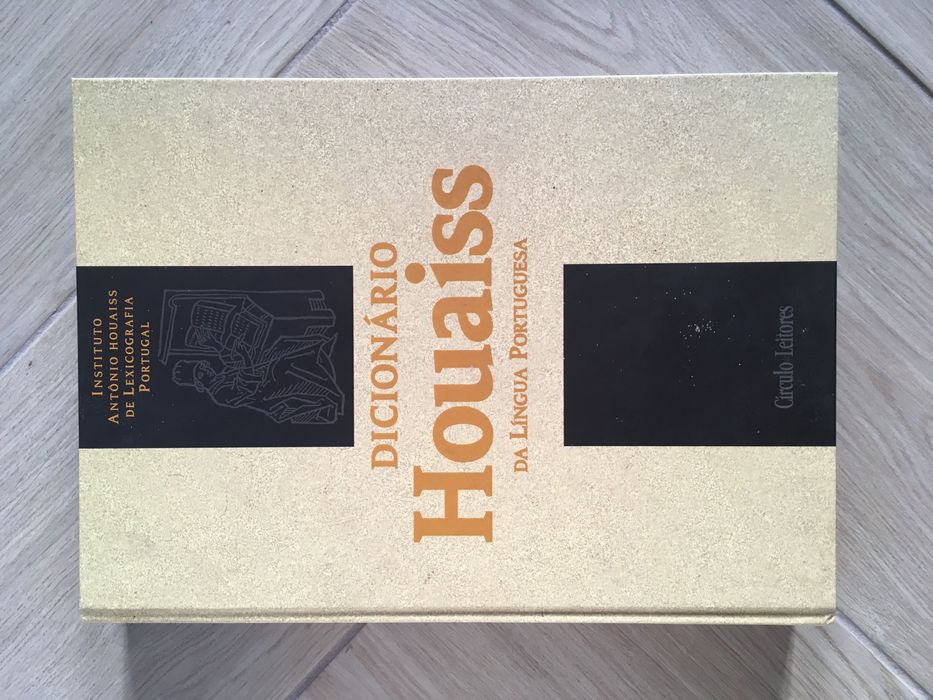 INSTITUTO
ANTÓNIO HOUAISS
DE LEXICOGRAFIA
PORTUGAL
DICIONÁRIO
Houaiss
DA LÍNGUA PORTUGUESA
Círculo Leitores